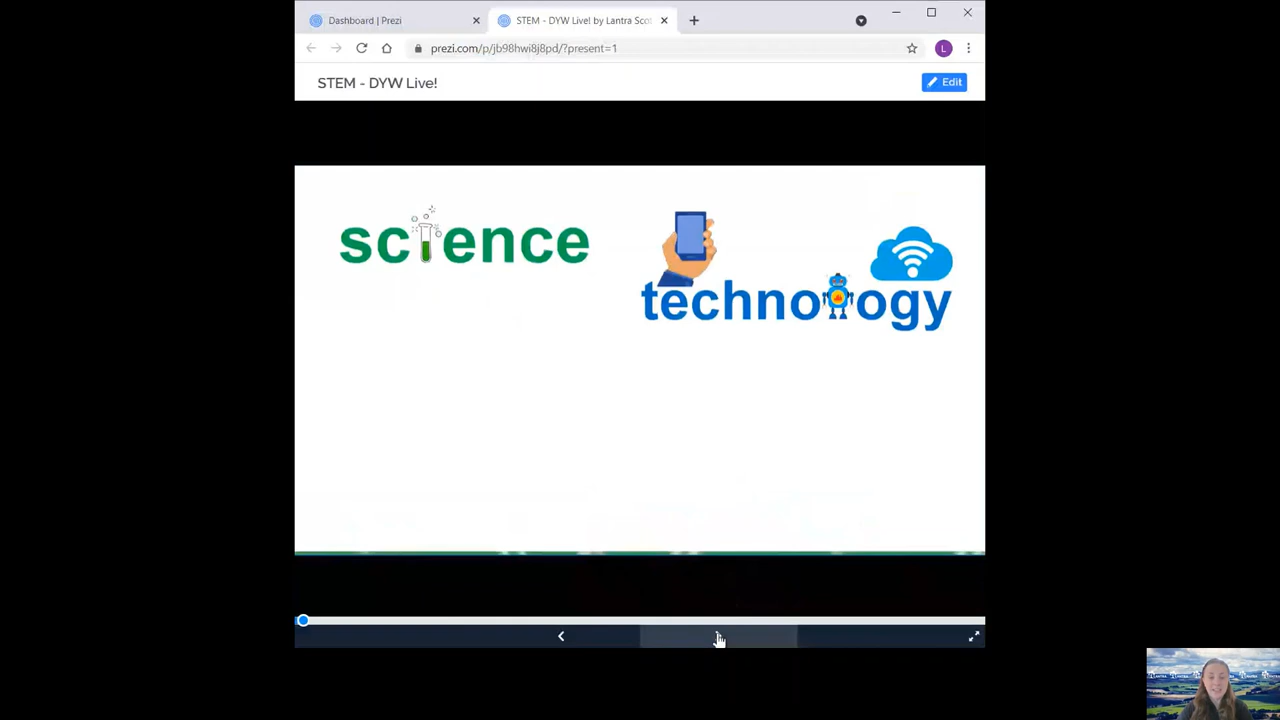 Dashboard | Prezi
STEM - DYW Live! by Lantra Scot
prezi.com/p/jb98hwi8j8pd/?present=1
L
STEM - DYW Live!
Edit
science
technology